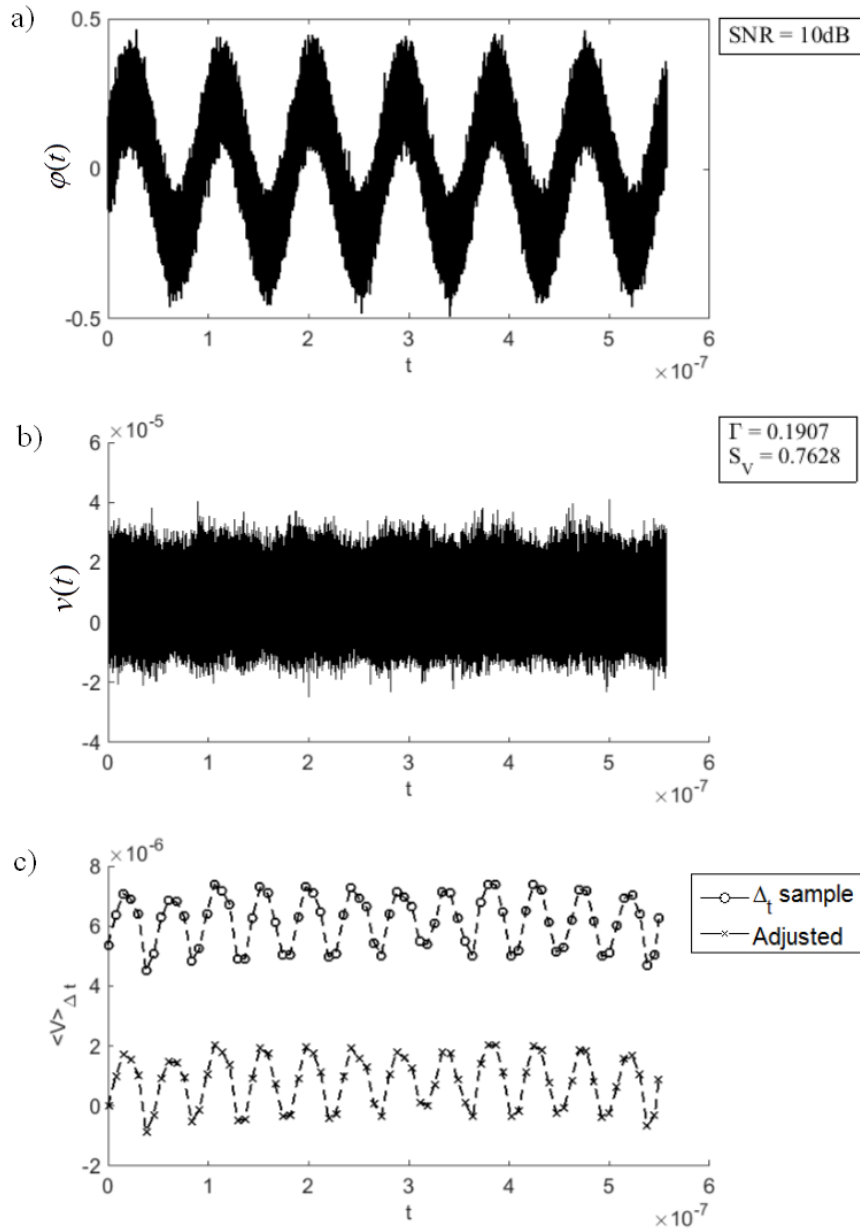 a)
SNR = 10dB
φ(t)
0.5
0
-0.5
0 1 2 3 4 5 6
t
×10⁻⁷
b)
×10⁻⁵
Γ = 0.1907
S_V = 0.7628
v(t)
6
4
2
0
-2
-4
0 1 2 3 4 5 6
t
×10⁻⁷
c)
×10⁻⁶
Δ_t sample
Adjusted
<V>_Δt
8
6
4
2
0
-2
0 1 2 3 4 5 6
t
×10⁻⁷